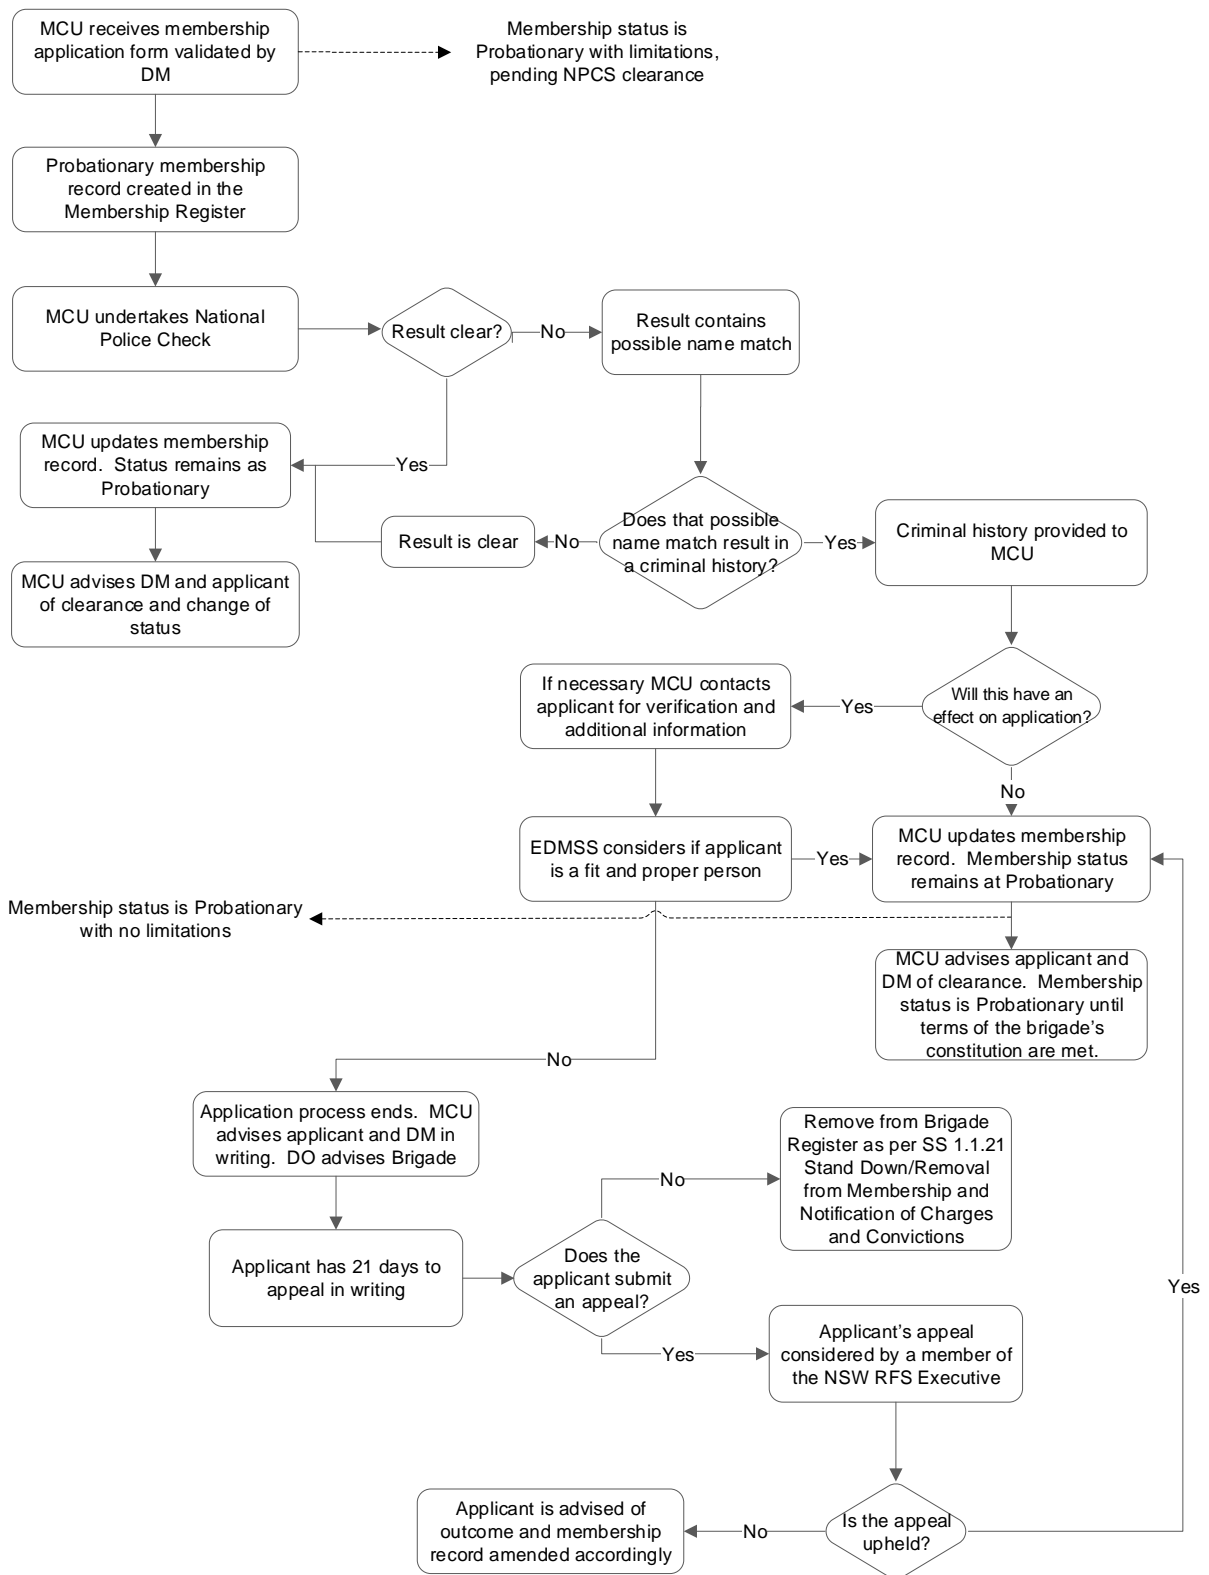 MCU receives membership
application form validated by
DM
Membership status is
Probationary with limitations,
pending NPCS clearance
Probationary membership
record created in the
Membership Register
MCU undertakes National
Police Check
Result clear?
No
Result contains
possible name match
MCU updates membership
record.  Status remains as
Probationary
Yes
Result is clear
No
Does that possible
name match result in
a criminal history?
Yes
Criminal history provided to
MCU
MCU advises DM and applicant
of clearance and change of
status
If necessary MCU contacts
applicant for verification and
additional information
Yes
Will this have an
effect on application?
No
EDMSS considers if applicant
is a fit and proper person
Yes
MCU updates membership
record.  Membership status
remains at Probationary
Membership status is Probationary
with no limitations
MCU advises applicant and
DM of clearance.  Membership
status is Probationary until
terms of the brigade’s
constitution are met.
No
Application process ends.  MCU
advises applicant and DM in
writing.  DO advises Brigade
Remove from Brigade
Register as per SS 1.1.21
Stand Down/Removal
from Membership and
Notification of Charges
and Convictions
No
Applicant has 21 days to
appeal in writing
Does the
applicant submit
an appeal?
Yes
Yes
Applicant’s appeal
considered by a member of
the NSW RFS Executive
Applicant is advised of
outcome and membership
record amended accordingly
No
Is the appeal
upheld?